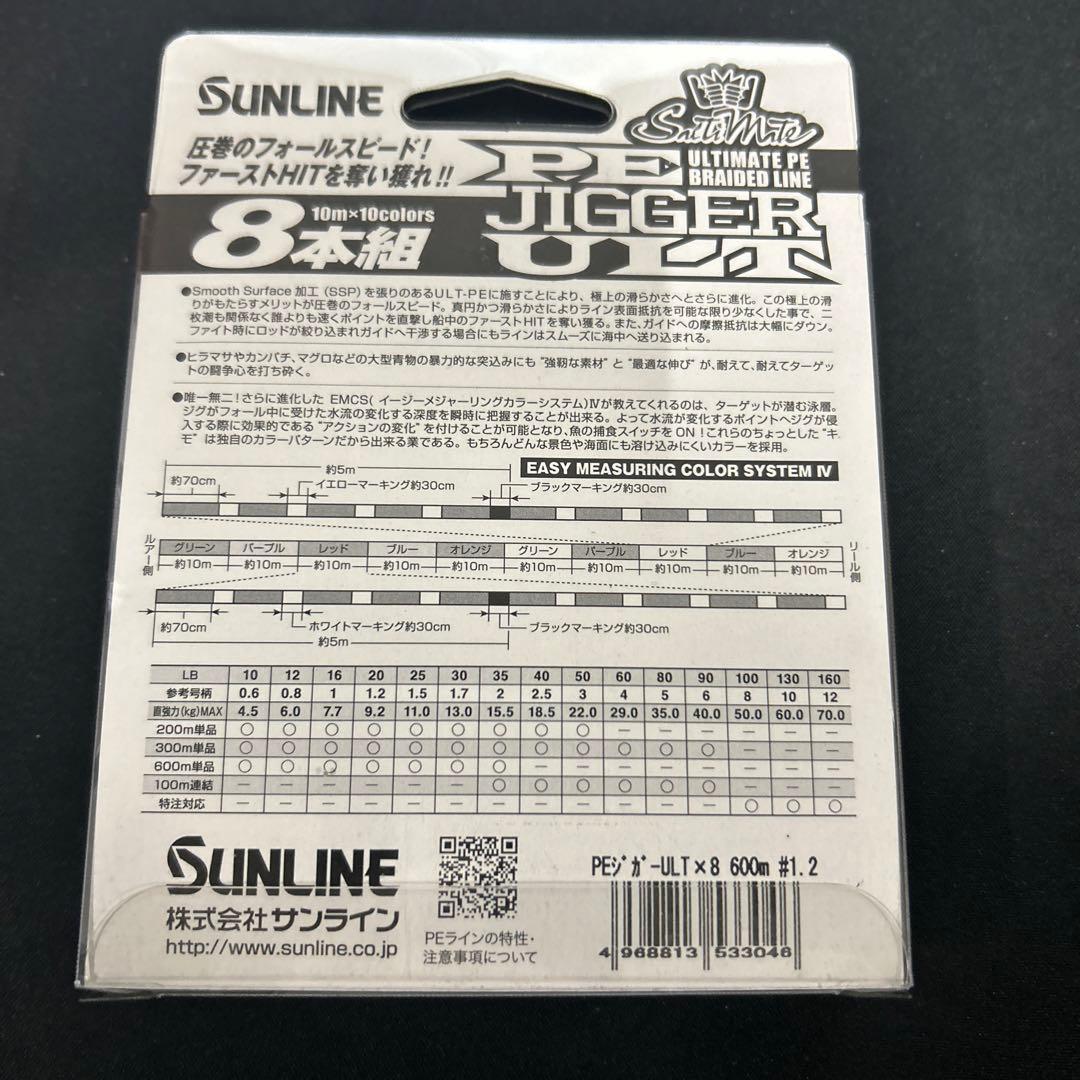 SUNLINE
Salti Mate
圧巻のフォールスピード!
ファーストHITを奪い獲れ!!
PE
ULTIMATE PE
BRAIDED LINE
JIGGER
ULT
10m×10colors
8本組
●Smooth Surface 加工(SSP)を張りのあるULT-PEに施すことにより、極上の滑らかさへとさらに進化。この極上の滑
りがもたらすメリットが圧巻のフォールスピード。真円かつ滑らかさによりライン表面抵抗を可能な限り少なくした事で、二
枚潮も関係なく誰よりも速くポイントを直撃し船中のファーストHITを奪い獲る。また、ガイドへの摩擦抵抗は大幅にダウン。
ファイト時にロッドが絞り込まれガイドへ干渉する場合にもラインはスムーズに海中へ送り込まれる。
●ヒラマサやカンパチ、マグロなどの大型青物の暴力的な突込みにも “強靭な素材” と “最適な伸び” が、耐えて、耐えてターゲッ
トの闘争心を打ち砕く。
●唯一無二!さらに進化した EMCS(イージーメジャーリングカラーシステム)Ⅳが教えてくれるのは、ターゲットが潜む泳層。
ジグがフォール中に受けた水流の変化する深度を瞬時に把握することが出来る。よって水流が変化するポイントへジグが侵
入する際に効果的である “アクションの変化” を付けることが可能となり、魚の捕食スイッチをON!これらのちょっとした “キ
モ” は独自のカラーパターンだから出来る業である。もちろんどんな景色や海面にも溶け込みにくいカラーを採用。
約5m
EASY MEASURING COLOR SYSTEM Ⅳ
約70cm イエローマーキング約30cm ブラックマーキング約30cm
ルアー側
グリーン パープル レッド ブルー オレンジ グリーン パープル レッド ブルー オレンジ
約10m 約10m 約10m 約10m 約10m 約10m 約10m 約10m 約10m 約10m
リール側
約70cm ホワイトマーキング約30cm ブラックマーキング約30cm
約5m
LB 10 12 16 20 25 30 35 40 50 60 80 90 100 130 160
参考号柄 0.6 0.8 1 1.2 1.5 1.7 2 2.5 3 4 5 6 8 10 12
直強力(kg)MAX 4.5 6.0 7.7 9.2 11.0 13.0 15.5 18.5 22.0 29.0 35.0 40.0 50.0 60.0 70.0
200m単品 ○ ○ ○ ○ ○ ○ ○ ○ ○ － － － － － －
300m単品 ○ ○ ○ ○ ○ ○ ○ ○ ○ ○ ○ ○ － － －
600m単品 ○ ○ ○ ○ ○ ○ ○ － － － － － － － －
100m連結 － － － － － － ○ ○ ○ ○ ○ ○ － － －
特注対応 － － － － － － － － － － － － ○ ○ ○
SUNLINE
株式会社サンライン
http://www.sunline.co.jp
PEラインの特性・
注意事項について
PEジガーULT×8 600m #1.2
4 968813 533046